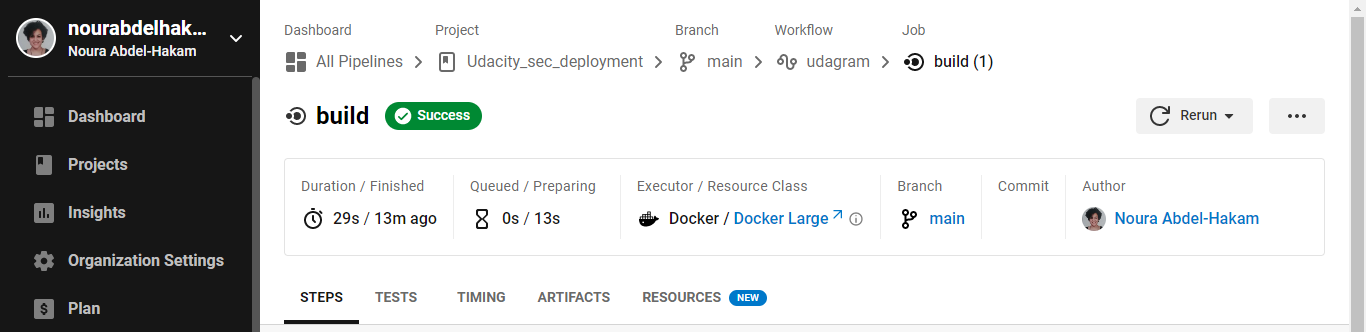 nourabdelhak...
Noura Abdel-Hakam
Dashboard
Projects
Insights
Organization Settings
Plan
Dashboard Project Branch Workflow Job
All Pipelines Udacity_sec_deployment main udagram build (1)
build Success Rerun
Duration / Finished Queued / Preparing Executor / Resource Class Branch Commit Author
29s / 13m ago 0s / 13s Docker / Docker Large main Noura Abdel-Hakam
STEPS TESTS TIMING ARTIFACTS RESOURCES NEW